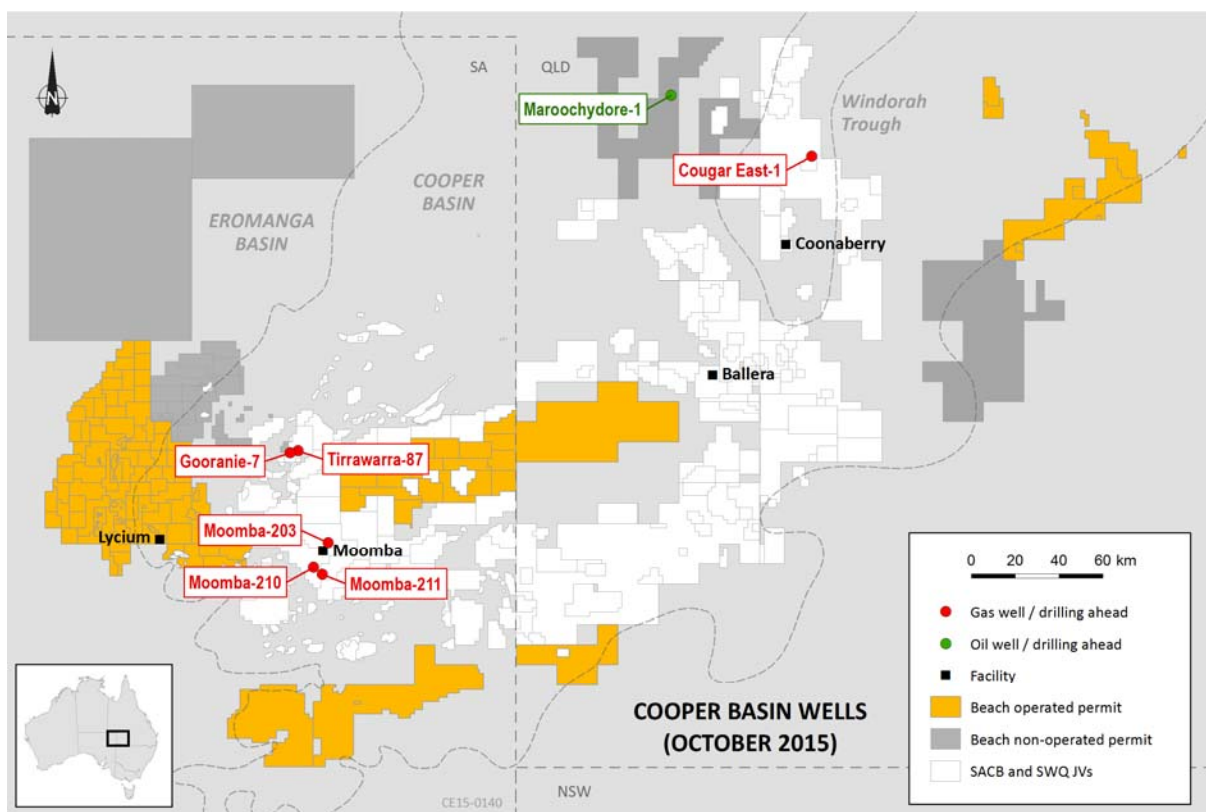 SA
QLD
Maroochydore-1
Windorah
Trough
Cougar East-1
COOPER
BASIN
EROMANGA
BASIN
Coonaberry
Ballera
Gooranie-7
Tirrawarra-87
Lycium
Moomba-203
Moomba
Moomba-210
Moomba-211
N
COOPER BASIN WELLS
(OCTOBER 2015)
CE15-0140
NSW
0 20 40 60 km
Gas well / drilling ahead
Oil well / drilling ahead
Facility
Beach operated permit
Beach non-operated permit
SACB and SWQ JVs